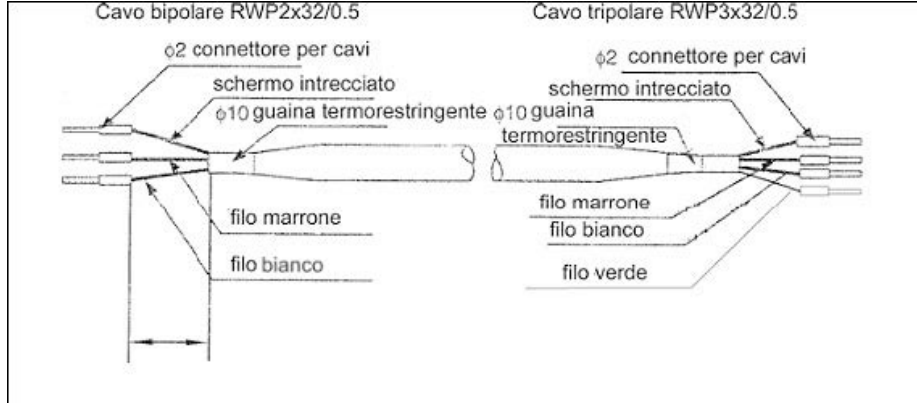 Cavo bipolare RWP2x32/0.5
ϕ2 connettore per cavi
schermo intrecciato
ϕ10 guaina termorestringente
filo marrone
filo bianco
Cavo tripolare RWP3x32/0.5
ϕ2 connettore per cavi
schermo intrecciato
ϕ10 guaina
termorestringente
filo marrone
filo bianco
filo verde